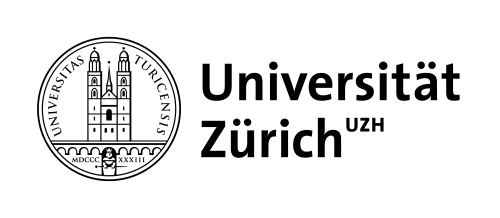 UNIVERSITAS TURICENSIS
MDCCC XXXIII
Universität
Zürich UZH